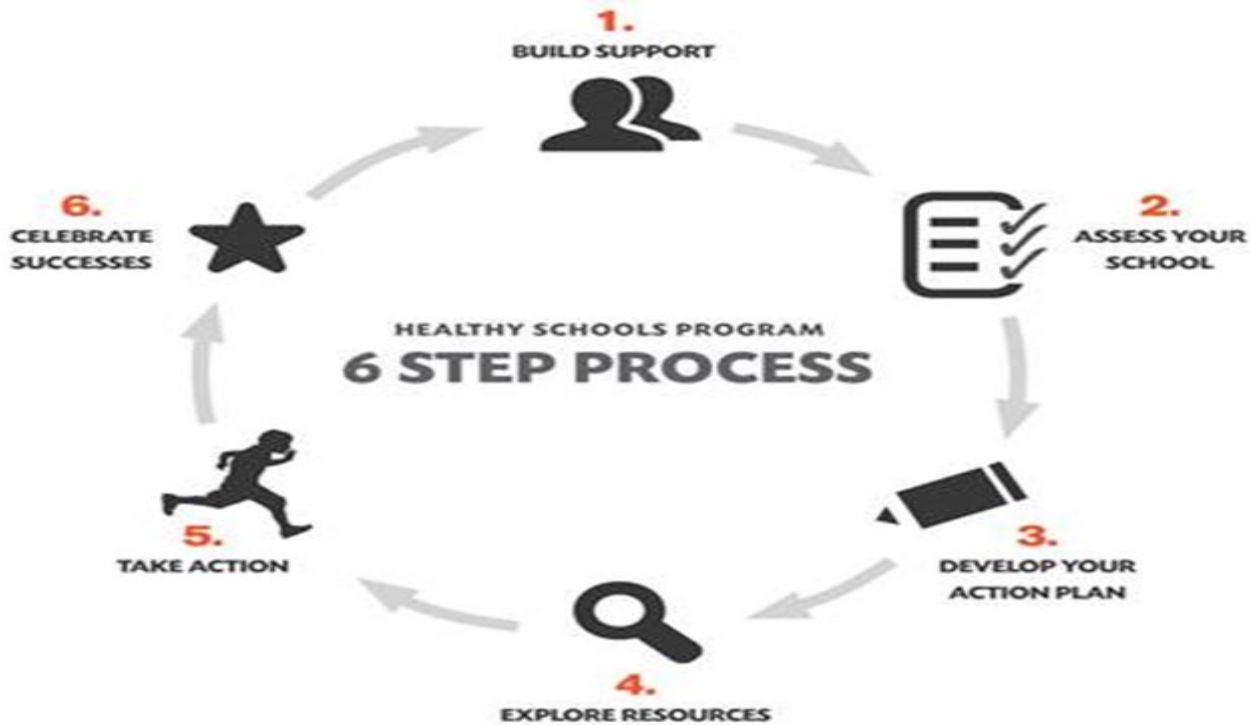 1.
BUILD SUPPORT
2.
ASSESS YOUR
SCHOOL
3.
DEVELOP YOUR
ACTION PLAN
4.
EXPLORE RESOURCES
5.
TAKE ACTION
6.
CELEBRATE
SUCCESSES
HEALTHY SCHOOLS PROGRAM
6 STEP PROCESS